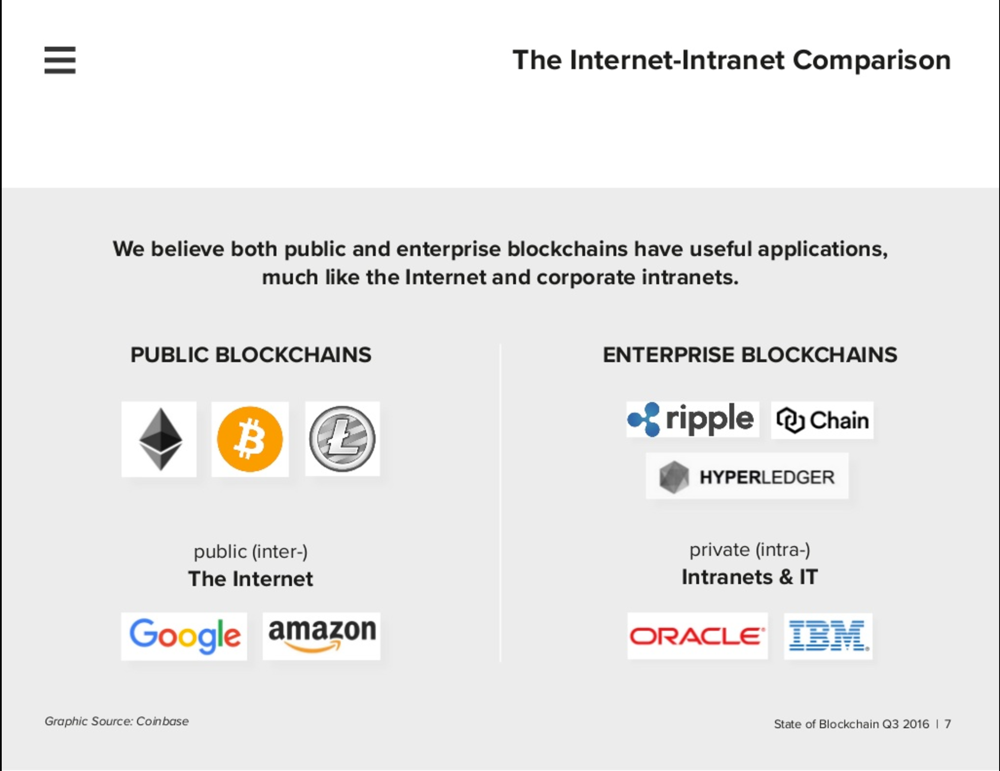 The Internet-Intranet Comparison
We believe both public and enterprise blockchains have useful applications,
much like the Internet and corporate intranets.
PUBLIC BLOCKCHAINS
ENTERPRISE BLOCKCHAINS
ripple
Chain
HYPERLEDGER
public (inter-)
The Internet
private (intra-)
Intranets & IT
Google
amazon
ORACLE®
IBM®
Graphic Source: Coinbase
State of Blockchain Q3 2016 | 7